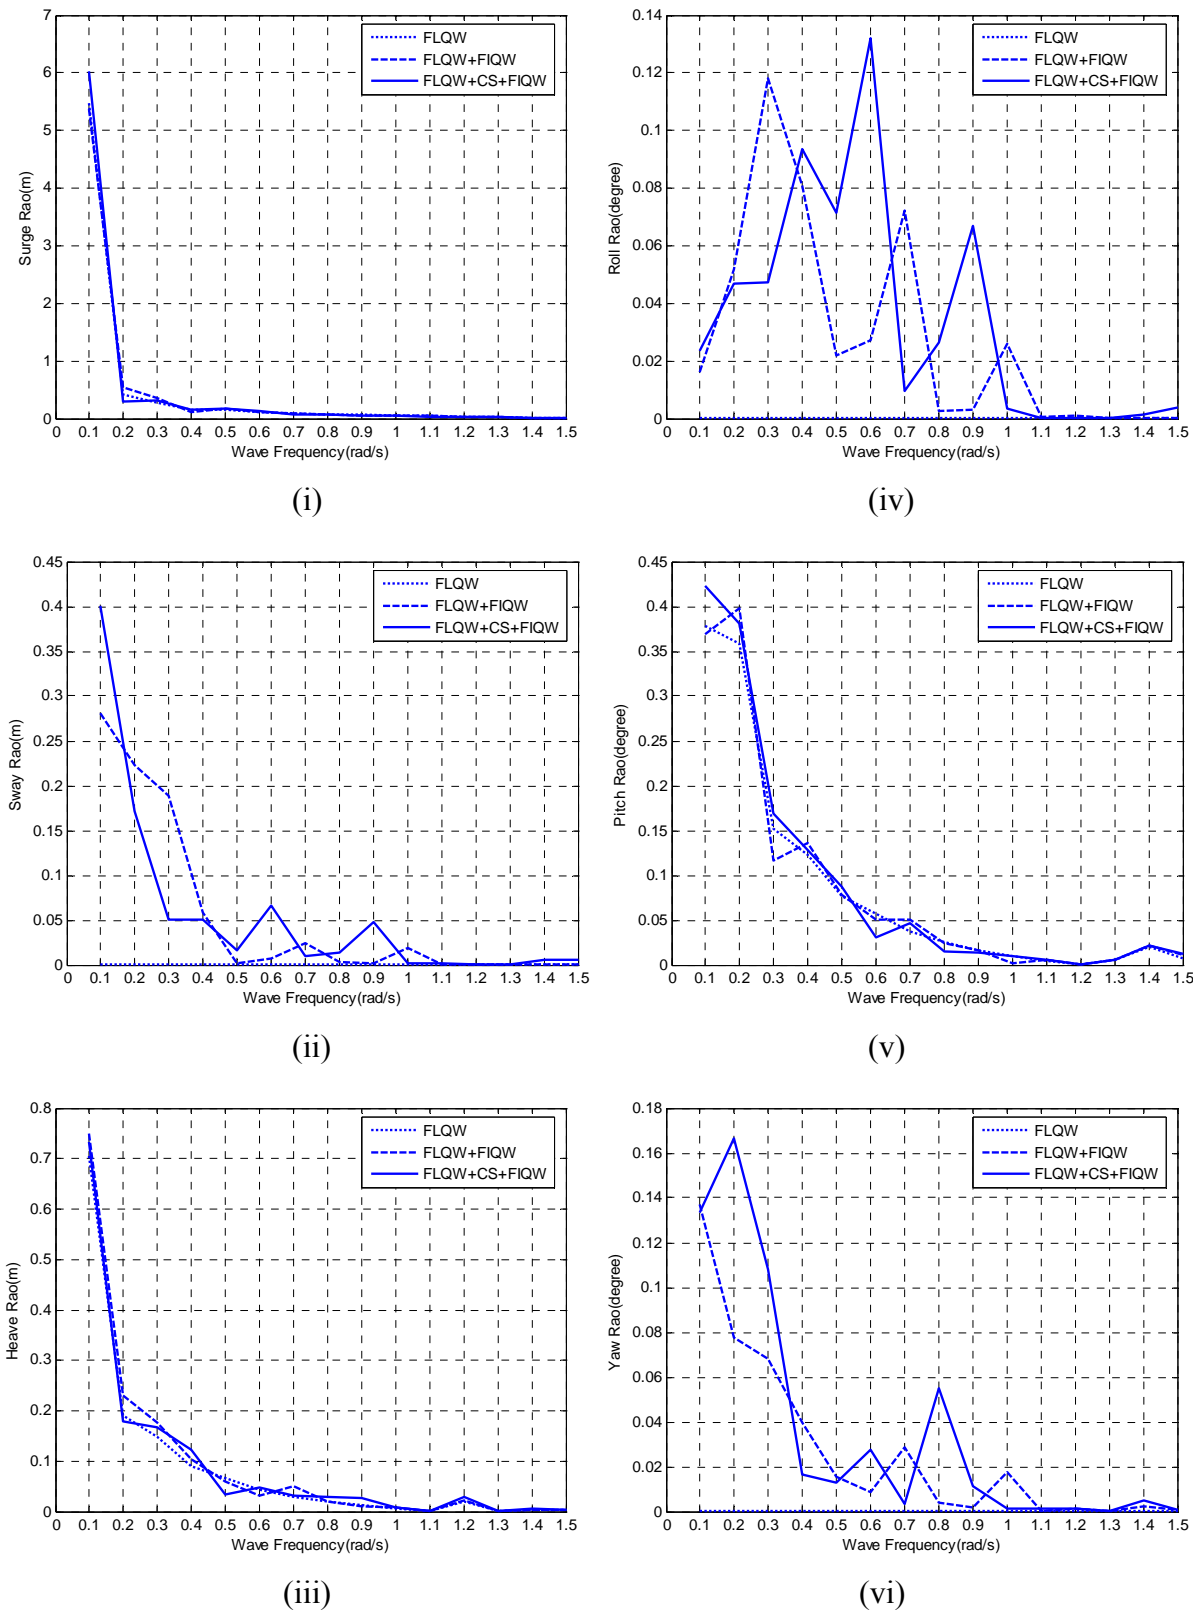 7
6
5
4
3
2
1
0
Surge Rao(m)
FLQW
FLQW+FIQW
FLQW+CS+FIQW
0 0.1 0.2 0.3 0.4 0.5 0.6 0.7 0.8 0.9 1 1.1 1.2 1.3 1.4 1.5
Wave Frequency(rad/s)
(i)
0.14
0.12
0.1
0.08
0.06
0.04
0.02
0
Roll Rao(degree)
FLQW
FLQW+FIQW
FLQW+CS+FIQW
0 0.1 0.2 0.3 0.4 0.5 0.6 0.7 0.8 0.9 1 1.1 1.2 1.3 1.4 1.5
Wave Frequency(rad/s)
(iv)
0.45
0.4
0.35
0.3
0.25
0.2
0.15
0.1
0.05
0
Sway Rao(m)
FLQW
FLQW+FIQW
FLQW+CS+FIQW
0 0.1 0.2 0.3 0.4 0.5 0.6 0.7 0.8 0.9 1 1.1 1.2 1.3 1.4 1.5
Wave Frequency(rad/s)
(ii)
0.45
0.4
0.35
0.3
0.25
0.2
0.15
0.1
0.05
0
Pitch Rao(degree)
FLQW
FLQW+FIQW
FLQW+CS+FIQW
0 0.1 0.2 0.3 0.4 0.5 0.6 0.7 0.8 0.9 1 1.1 1.2 1.3 1.4 1.5
Wave Frequency(rad/s)
(v)
0.8
0.7
0.6
0.5
0.4
0.3
0.2
0.1
0
Heave Rao(m)
FLQW
FLQW+FIQW
FLQW+CS+FIQW
0 0.1 0.2 0.3 0.4 0.5 0.6 0.7 0.8 0.9 1 1.1 1.2 1.3 1.4 1.5
Wave Frequency(rad/s)
(iii)
0.18
0.16
0.14
0.12
0.1
0.08
0.06
0.04
0.02
0
Yaw Rao(degree)
FLQW
FLQW+FIQW
FLQW+CS+FIQW
0 0.1 0.2 0.3 0.4 0.5 0.6 0.7 0.8 0.9 1 1.1 1.2 1.3 1.4 1.5
Wave Frequency(rad/s)
(vi)